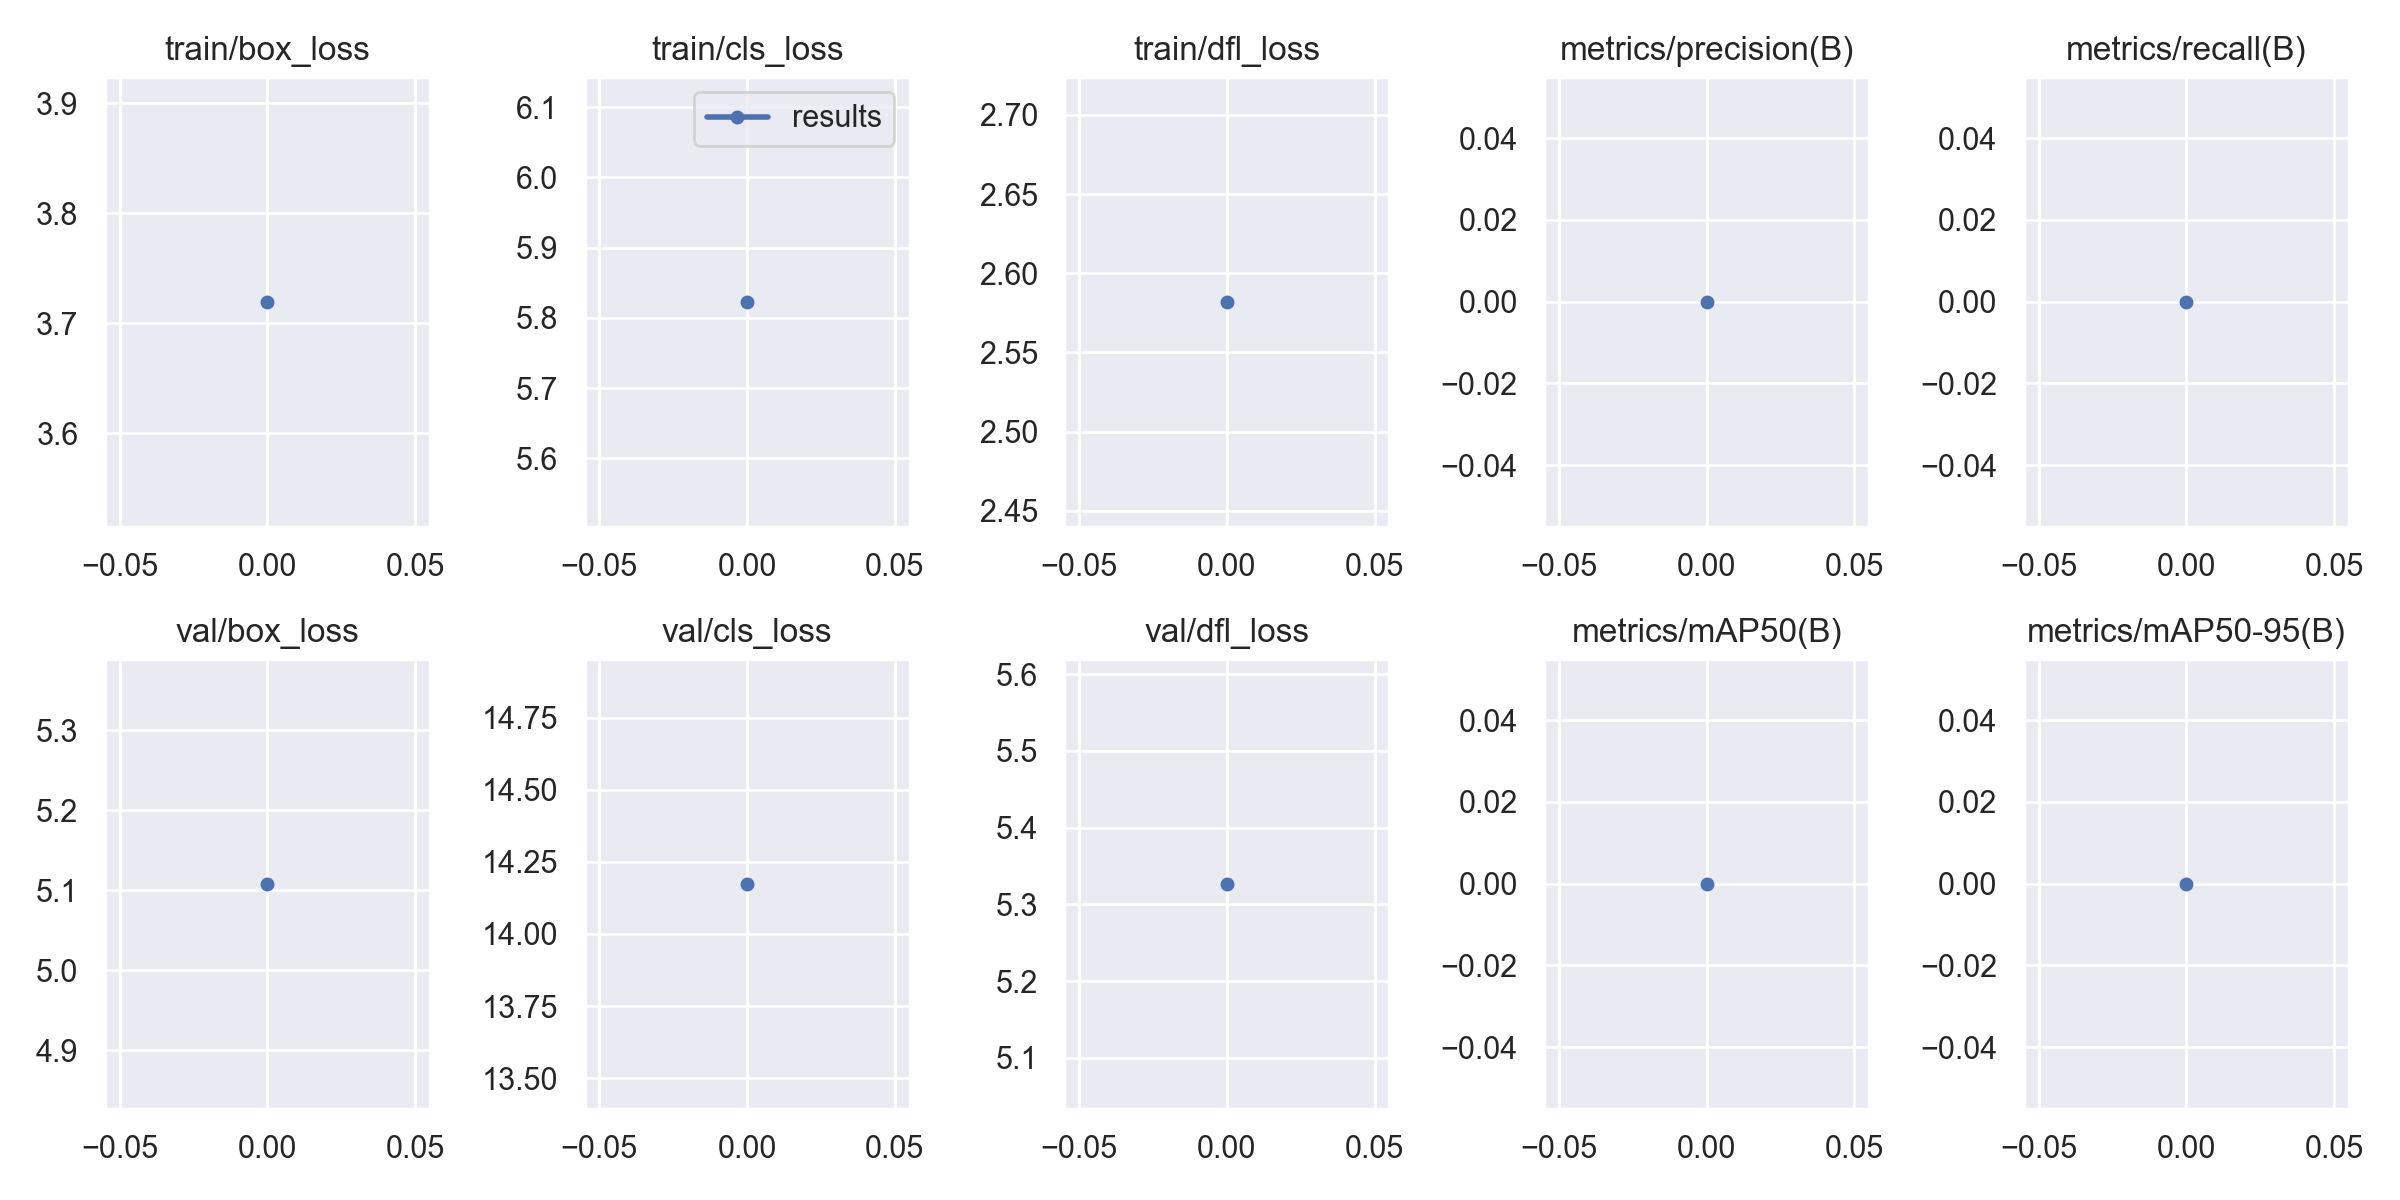 train/box_loss
3.9
3.8
3.7
3.6
−0.05 0.00 0.05
train/cls_loss
results
6.1
6.0
5.9
5.8
5.7
5.6
−0.05 0.00 0.05
train/dfl_loss
2.70
2.65
2.60
2.55
2.50
2.45
−0.05 0.00 0.05
metrics/precision(B)
0.04
0.02
0.00
−0.02
−0.04
−0.05 0.00 0.05
metrics/recall(B)
0.04
0.02
0.00
−0.02
−0.04
−0.05 0.00 0.05
val/box_loss
5.3
5.2
5.1
5.0
4.9
−0.05 0.00 0.05
val/cls_loss
14.75
14.50
14.25
14.00
13.75
13.50
−0.05 0.00 0.05
val/dfl_loss
5.6
5.5
5.4
5.3
5.2
5.1
−0.05 0.00 0.05
metrics/mAP50(B)
0.04
0.02
0.00
−0.02
−0.04
−0.05 0.00 0.05
metrics/mAP50-95(B)
0.04
0.02
0.00
−0.02
−0.04
−0.05 0.00 0.05